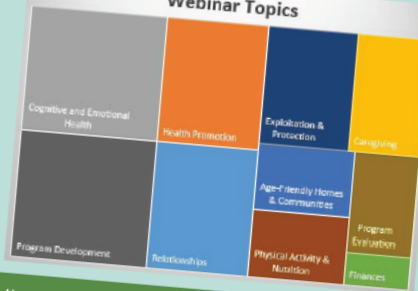 Webinar Topics
Cognitive and Emotional
Health
Health Promotion
Exploitation &
Protection
Caregiving
Program Development
Relationships
Age-Friendly Homes
& Communities
Physical Activity &
Nutrition
Program
Evaluation
Finances